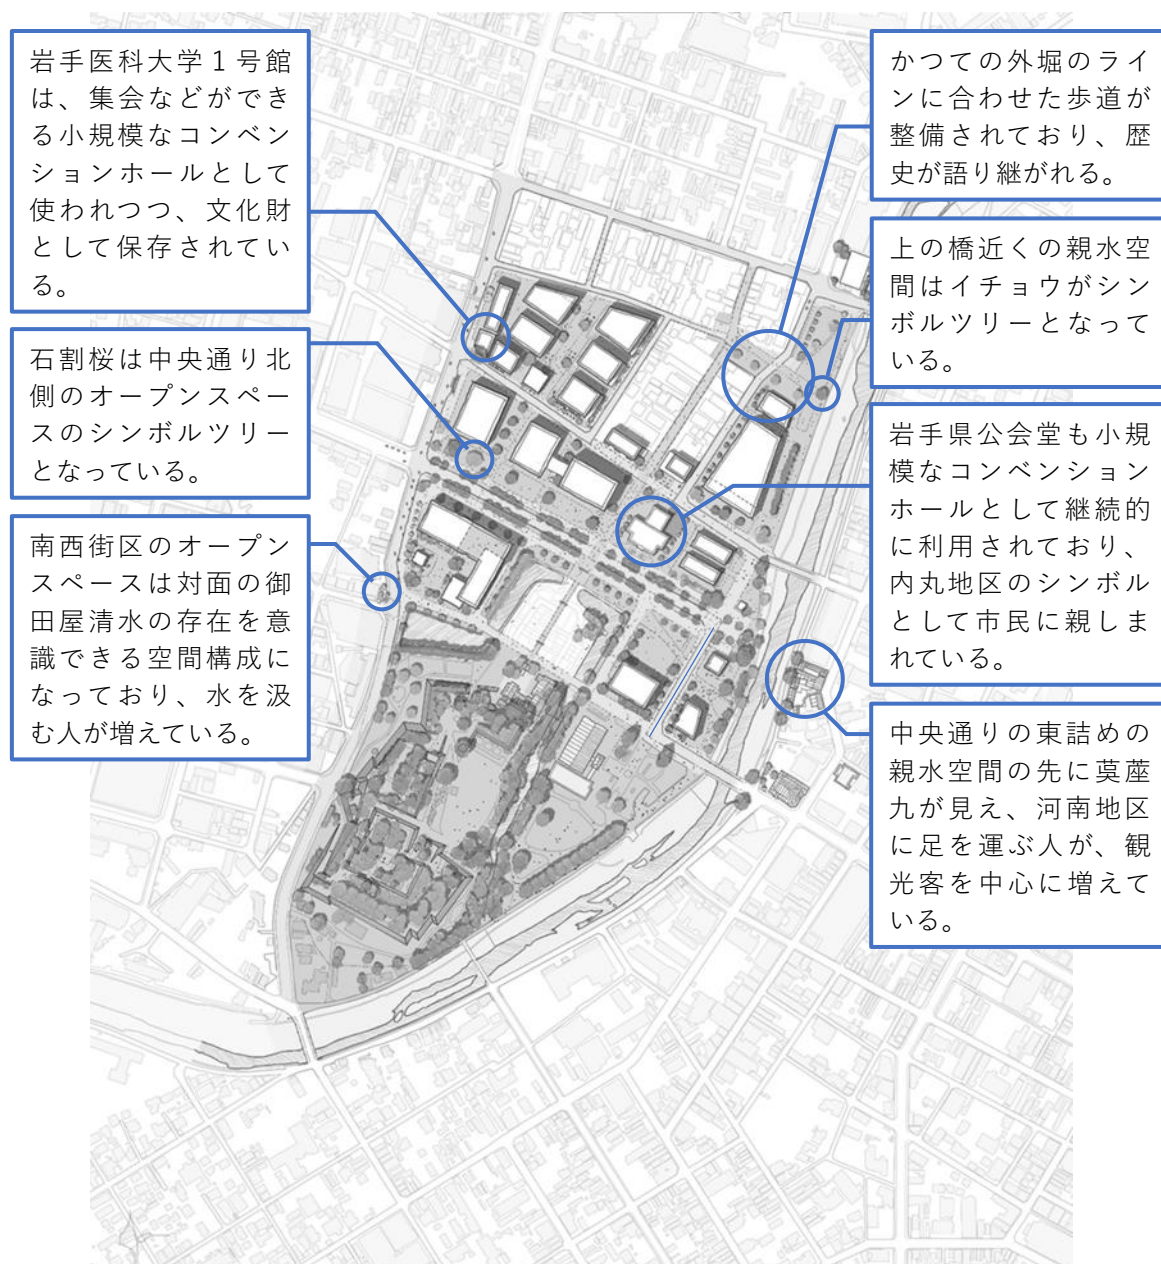 岩手医科大学１号館
は、集会などができ
る小規模なコンベン
ションホールとして
使われつつ、文化財
として保存されてい
る。
石割桜は中央通り北
側のオープンスペー
スのシンボルツリー
となっている。
南西街区のオープン
スペースは対面の御
田屋清水の存在を意
識できる空間構成に
なっており、水を汲
む人が増えている。
かつての外堀のライ
ンに合わせた歩道が
整備されており、歴
史が語り継がれる。
上の橋近くの親水空
間はイチョウがシン
ボルツリーとなって
いる。
岩手県公会堂も小規
模なコンベンション
ホールとして継続的
に利用されており、
内丸地区のシンボル
として市民に親しま
れている。
中央通りの東詰めの
親水空間の先に茣蓙
九が見え、河南地区
に足を運ぶ人が、観
光客を中心に増えて
いる。